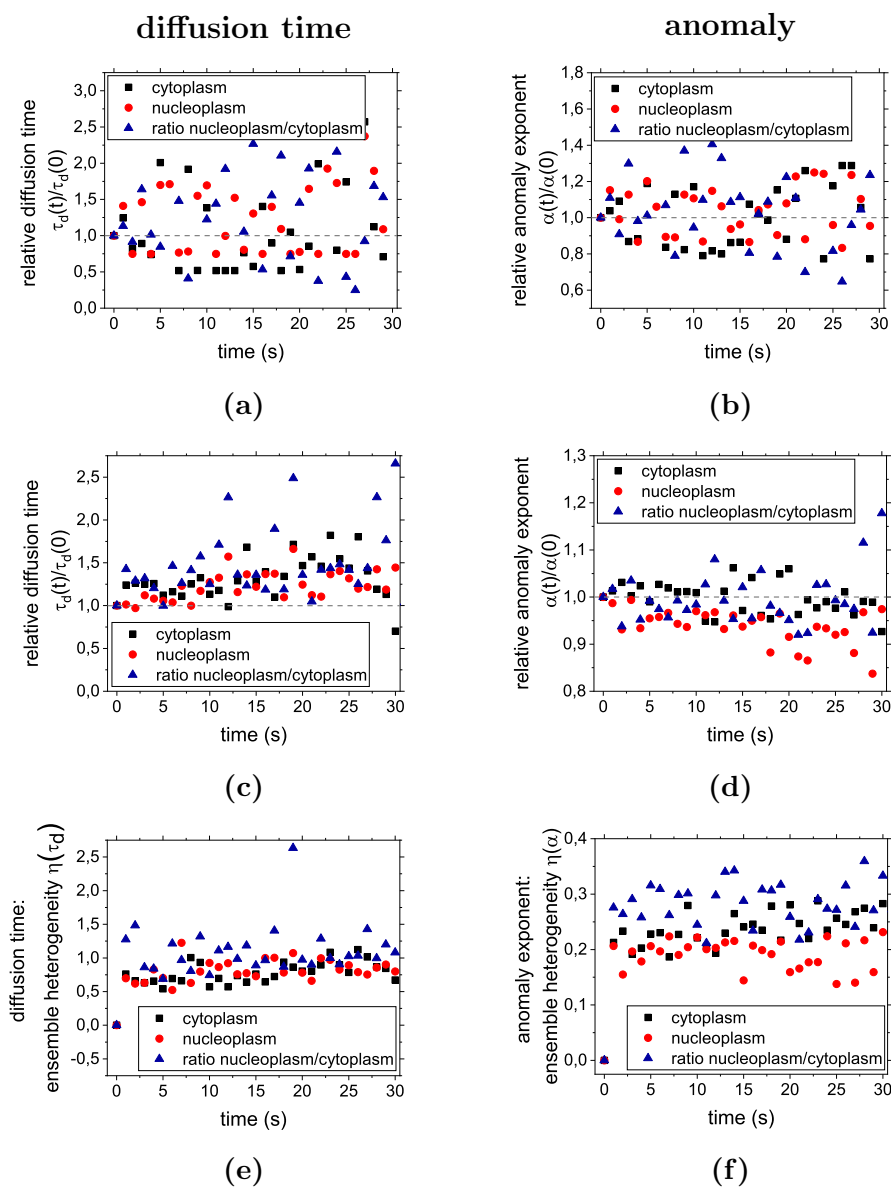 diffusion time
anomaly
relative diffusion time
τd(t)/τd(0)
3,0
2,5
2,0
1,5
1,0
0,5
0,0
cytoplasm
nucleoplasm
ratio nucleoplasm/cytoplasm
0 5 10 15 20 25 30
time (s)
(a)
relative anomaly exponent
α(t)/α(0)
1,8
1,6
1,4
1,2
1,0
0,8
0,6
cytoplasm
nucleoplasm
ratio nucleoplasm/cytoplasm
0 5 10 15 20 25 30
time (s)
(b)
relative diffusion time
τd(t)/τd(0)
2,5
2,0
1,5
1,0
0,5
0,0
cytoplasm
nucleoplasm
ratio nucleoplasm/cytoplasm
0 5 10 15 20 25 30
time (s)
(c)
relative anomaly exponent
α(t)/α(0)
1,3
1,2
1,1
1,0
0,9
0,8
cytoplasm
nucleoplasm
ratio nucleoplasm/cytoplasm
0 5 10 15 20 25 30
time (s)
(d)
diffusion time:
ensemble heterogeneity η(τd)
2,5
2,0
1,5
1,0
0,5
0,0
-0,5
cytoplasm
nucleoplasm
ratio nucleoplasm/cytoplasm
0 5 10 15 20 25 30
time (s)
(e)
anomaly exponent:
ensemble heterogeneity η(α)
0,4
0,3
0,2
0,1
0,0
cytoplasm
nucleoplasm
ratio nucleoplasm/cytoplasm
0 5 10 15 20 25 30
time (s)
(f)